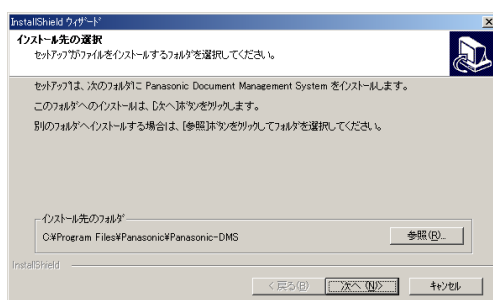 InstallShield ウィザード
インストール先の選択
セットアップがファイルをインストールするフォルダを選択してください。
セットアップは、次のフォルダに Panasonic Document Management System をインストールします。
このフォルダへのインストールは、[次へ]ボタンをクリックします。
別のフォルダへインストールする場合は、[参照]ボタンをクリックしてフォルダを選択してください。
インストール先のフォルダ
C:¥Program Files¥Panasonic¥Panasonic-DMS
参照(R)...
InstallShield
< 戻る(B)
次へ (N)>
キャンセル